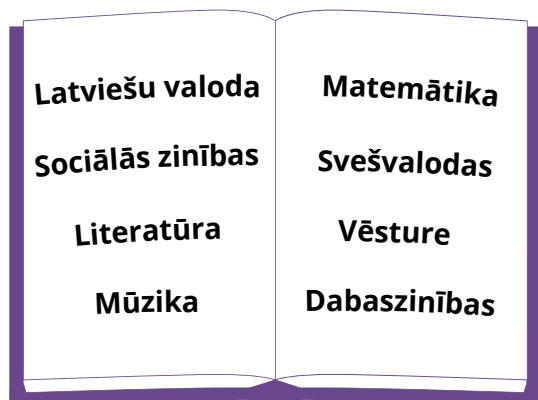 Latviešu valoda
Sociālās zinības
Literatūra
Mūzika
Matemātika
Svešvalodas
Vēsture
Dabaszinības